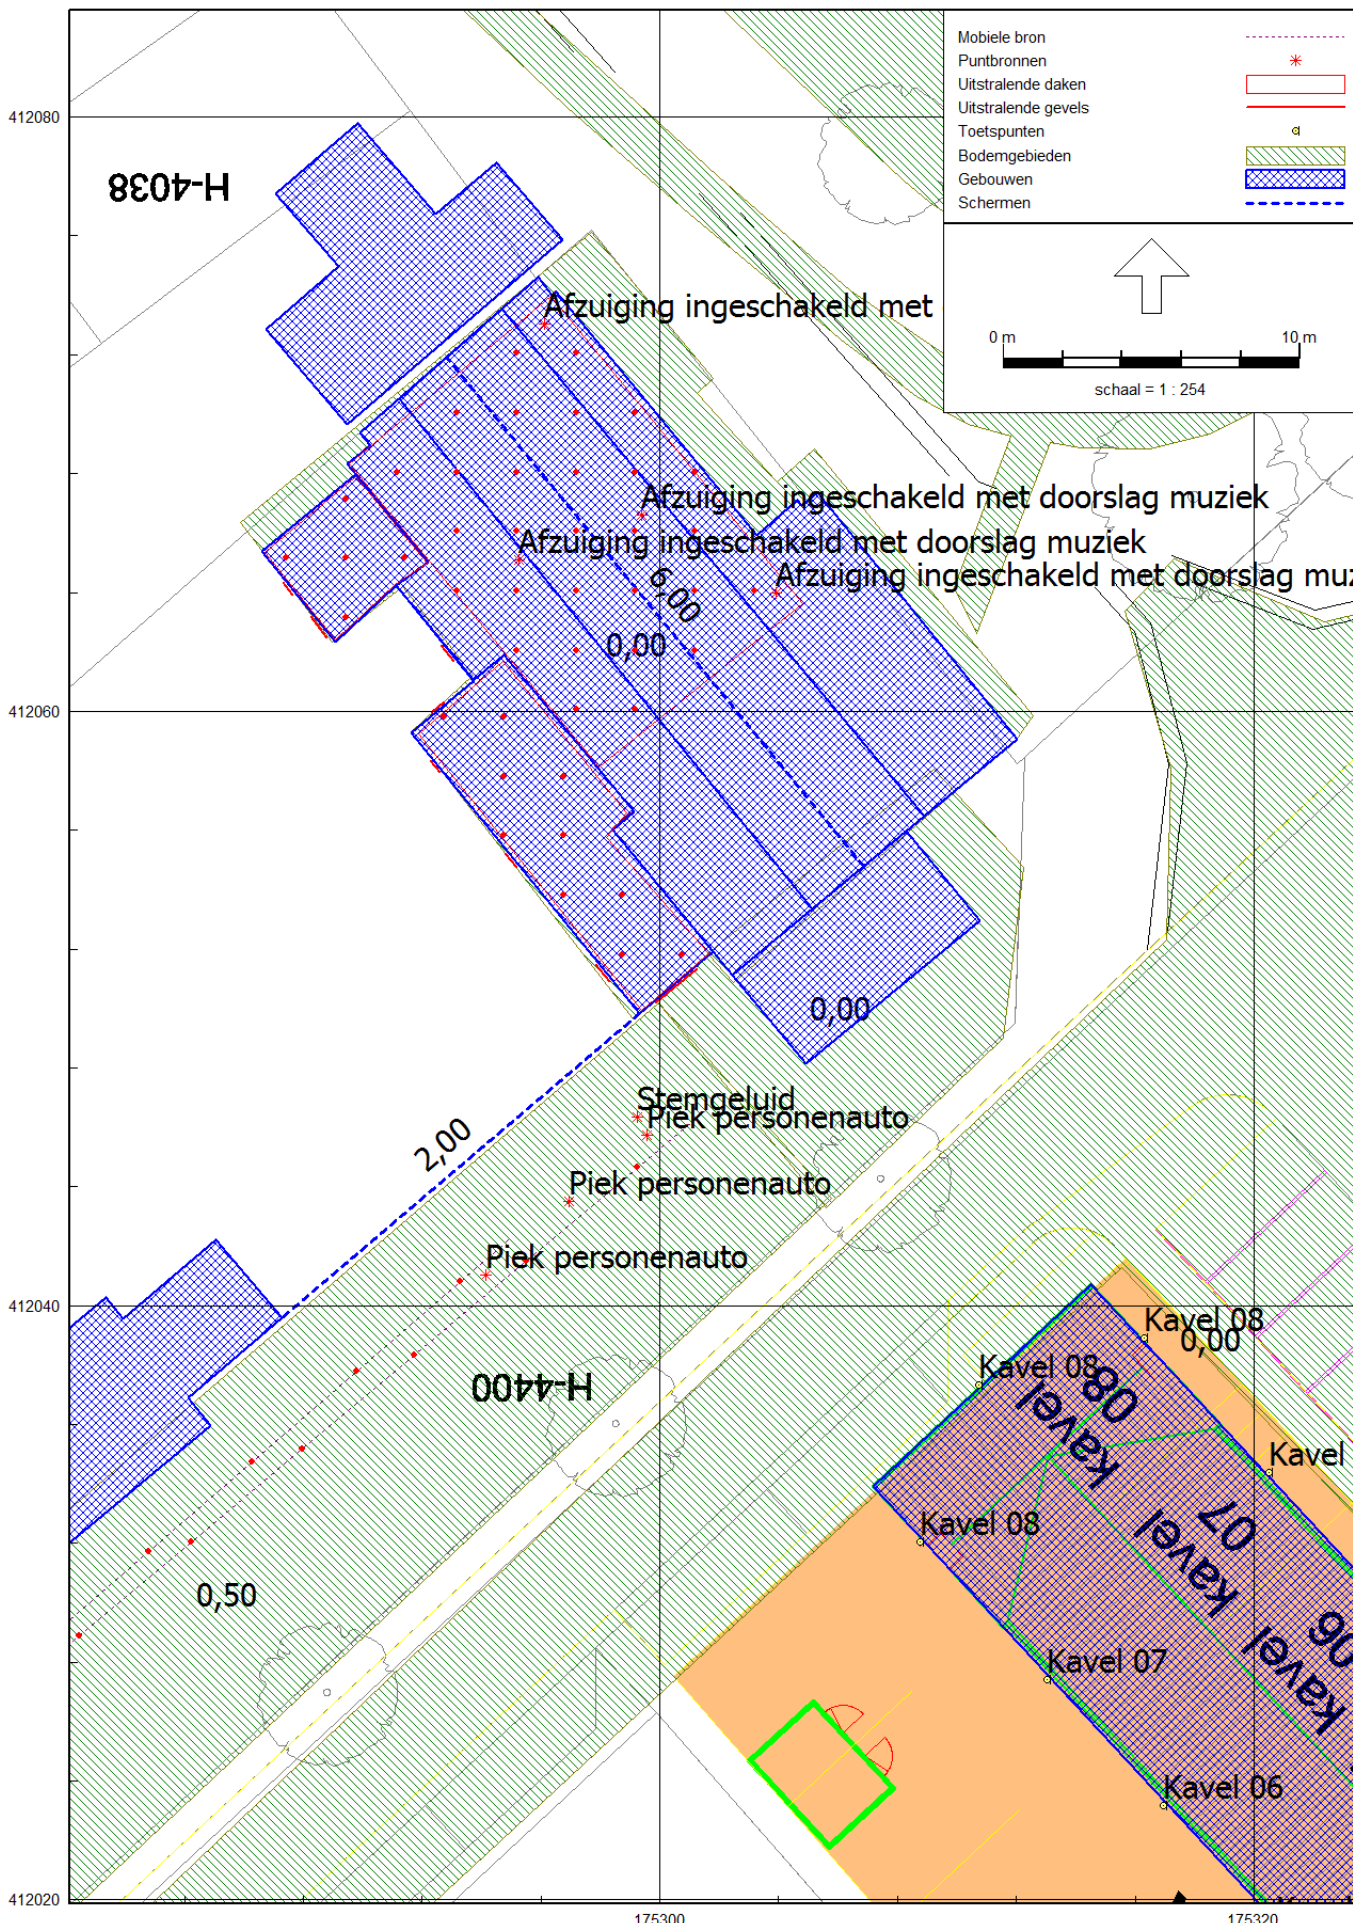 Mobiele bron
Puntbronnen
Uitstralende daken
Uitstralende gevels
Toetspunten
Bodemgebieden
Gebouwen
Schermen
0 m
10 m
schaal = 1 : 254
412080
H-4038
Afzuiging ingeschakeld met
Afzuiging ingeschakeld met doorslag muziek
Afzuiging ingeschakeld met doorslag muziek
Afzuiging ingeschakeld met doorslag muz
0,00
412060
0,00
Stemgeluid
Piek personenauto
2,00
Piek personenauto
Piek personenauto
412040
Kavel 08
0,00
Kavel 08
kavel 08
H-4400
Kavel
Kavel 08
kavel 07
0,50
kavel 06
Kavel 07
Kavel 06
412020
175300
175320